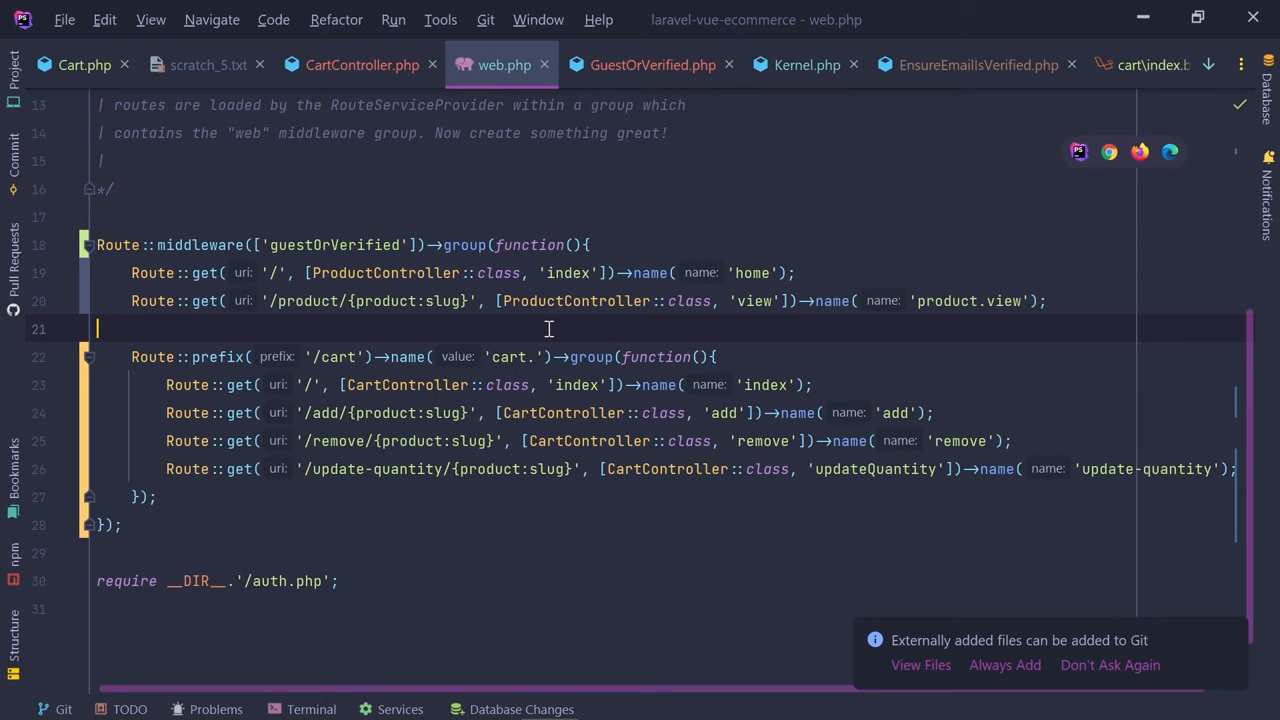 PS File Edit View Navigate Code Refactor Run Tools Git Window Help laravel-vue-ecommerce - web.php
Cart.php scratch_5.txt CartController.php web.php GuestOrVerified.php Kernel.php EnsureEmailIsVerified.php cart\index.b
Project
Commit
Pull Requests
Bookmarks
npm
Structure
Database
Notifications
13 | routes are loaded by the RouteServiceProvider within a group which
14 | contains the "web" middleware group. Now create something great!
15 |
16 */
17
18 Route::middleware(['guestOrVerified'])->group(function(){
19 Route::get( uri: '/', [ProductController::class, 'index'])->name( name: 'home');
20 Route::get( uri: '/product/{product:slug}', [ProductController::class, 'view'])->name( name: 'product.view');
21
22 Route::prefix( prefix: '/cart')->name( value: 'cart.')->group(function(){
23 Route::get( uri: '/', [CartController::class, 'index'])->name( name: 'index');
24 Route::get( uri: '/add/{product:slug}', [CartController::class, 'add'])->name( name: 'add');
25 Route::get( uri: '/remove/{product:slug}', [CartController::class, 'remove'])->name( name: 'remove');
26 Route::get( uri: '/update-quantity/{product:slug}', [CartController::class, 'updateQuantity'])->name( name: 'update-quantity');
27 });
28 });
29
30 require __DIR__.'/auth.php';
31
PS
Externally added files can be added to Git
View Files Always Add Don't Ask Again
Git TODO Problems Terminal Services Database Changes